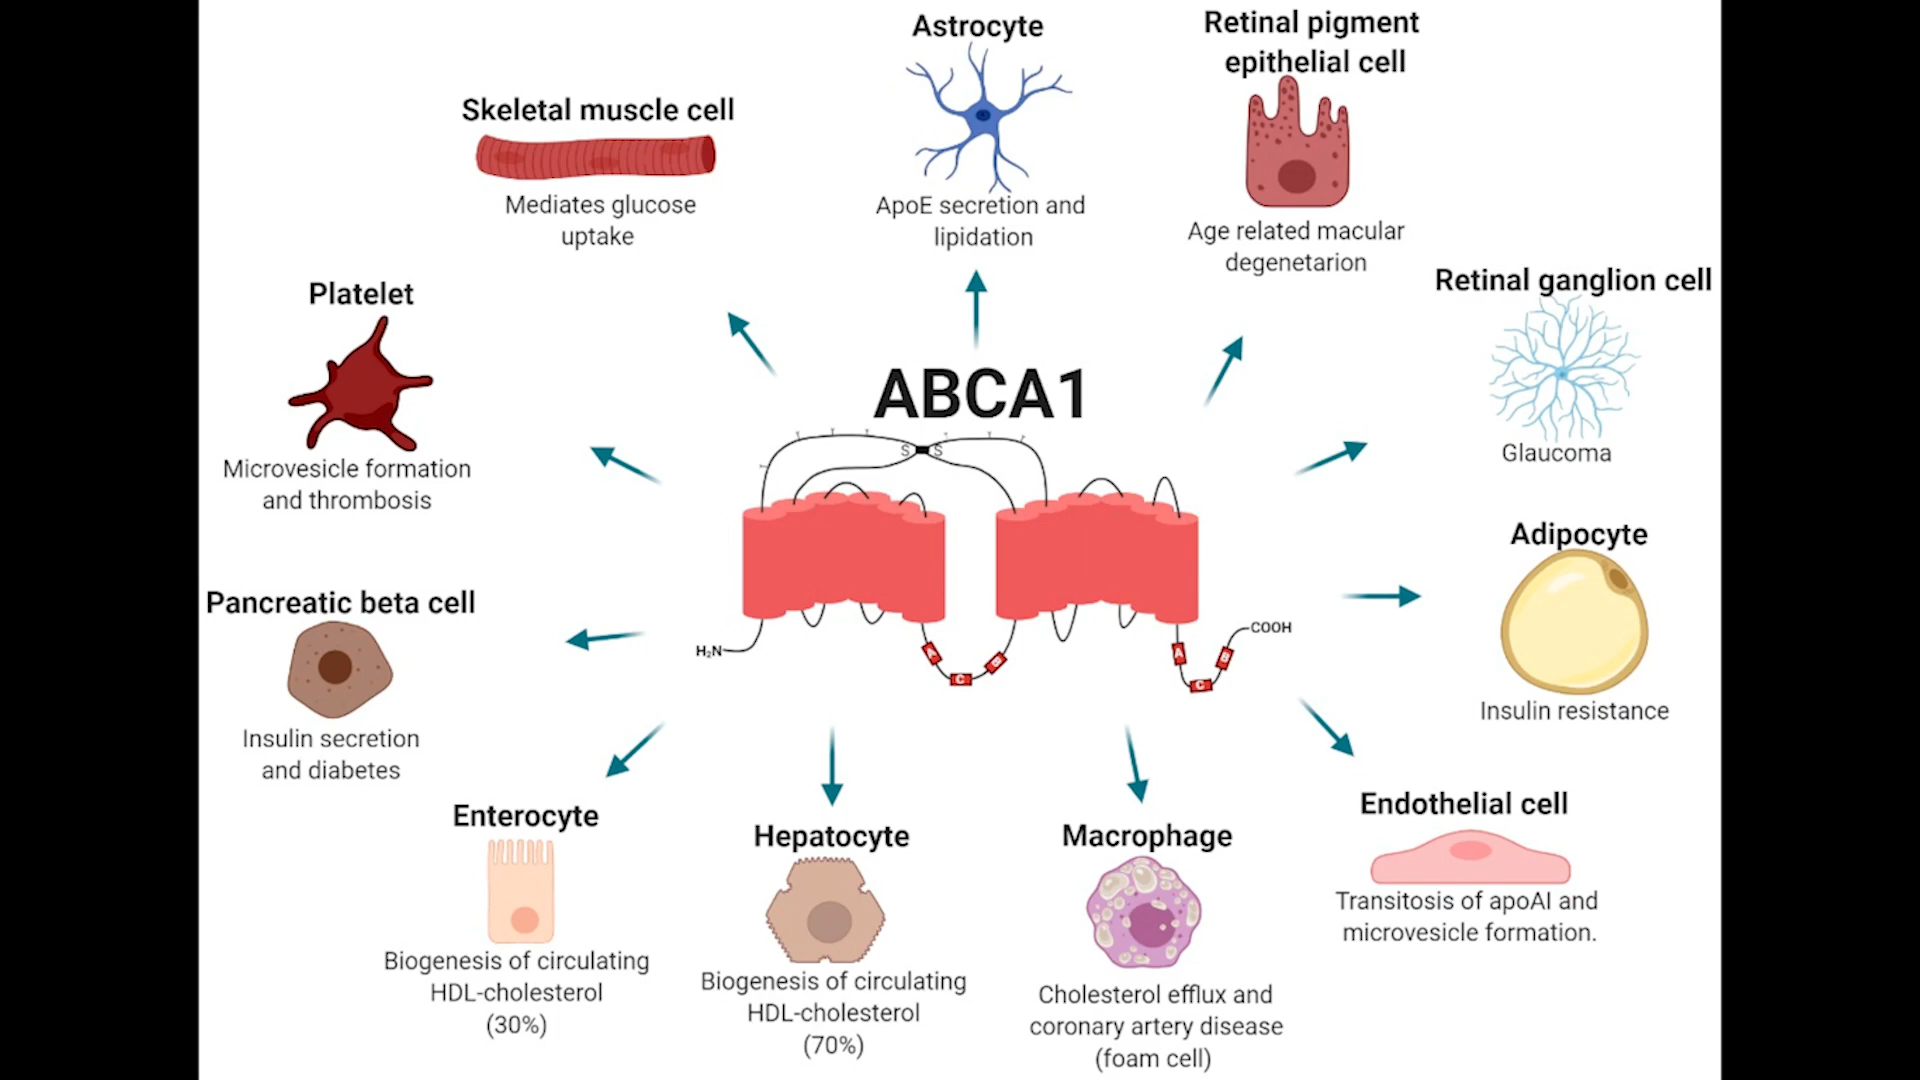 Astrocyte
ApoE secretion and
lipidation
Retinal pigment
epithelial cell
Age related macular
degenetarion
Skeletal muscle cell
Mediates glucose
uptake
Retinal ganglion cell
Glaucoma
Platelet
Microvesicle formation
and thrombosis
ABCA1
S S
H₂N
A
C
B
A
C
B
COOH
Adipocyte
Insulin resistance
Pancreatic beta cell
Insulin secretion
and diabetes
Endothelial cell
Transitosis of apoAI and
microvesicle formation.
Enterocyte
Biogenesis of circulating
HDL-cholesterol
(30%)
Hepatocyte
Biogenesis of circulating
HDL-cholesterol
(70%)
Macrophage
Cholesterol efflux and
coronary artery disease
(foam cell)